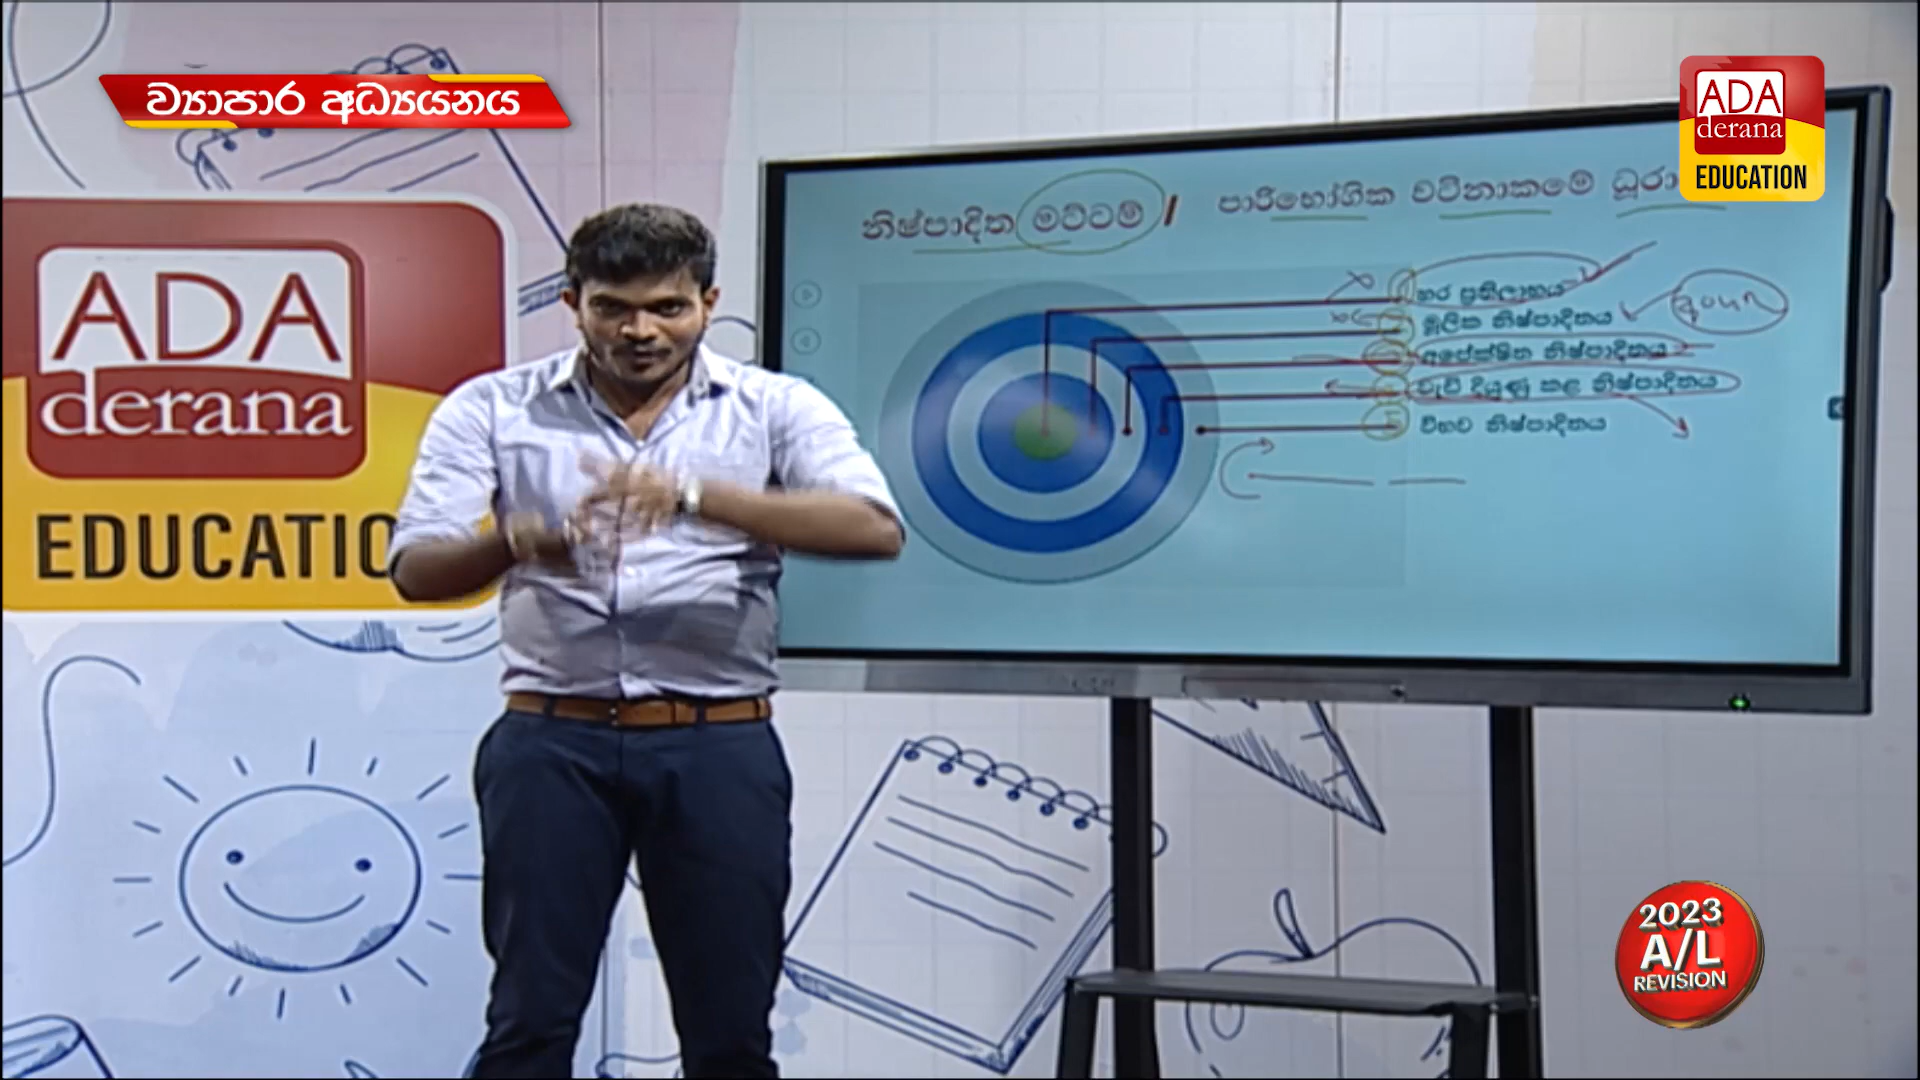 ව්‍යාපාර අධ්‍යයනය
ADA
derana
EDUCATION
ADA
derana
නිෂ්පාදිත මට්ටම් / පාරිභෝගික වටිනාකමේ ධූරා
හර ප්‍රතිලාභය
මූලික නිෂ්පාදිතය
අපේක්ෂිත නිෂ්පාදිතය
වැඩි දියුණු කළ නිෂ්පාදිතය
විභව නිෂ්පාදිතය
2023
A/L
REVISION